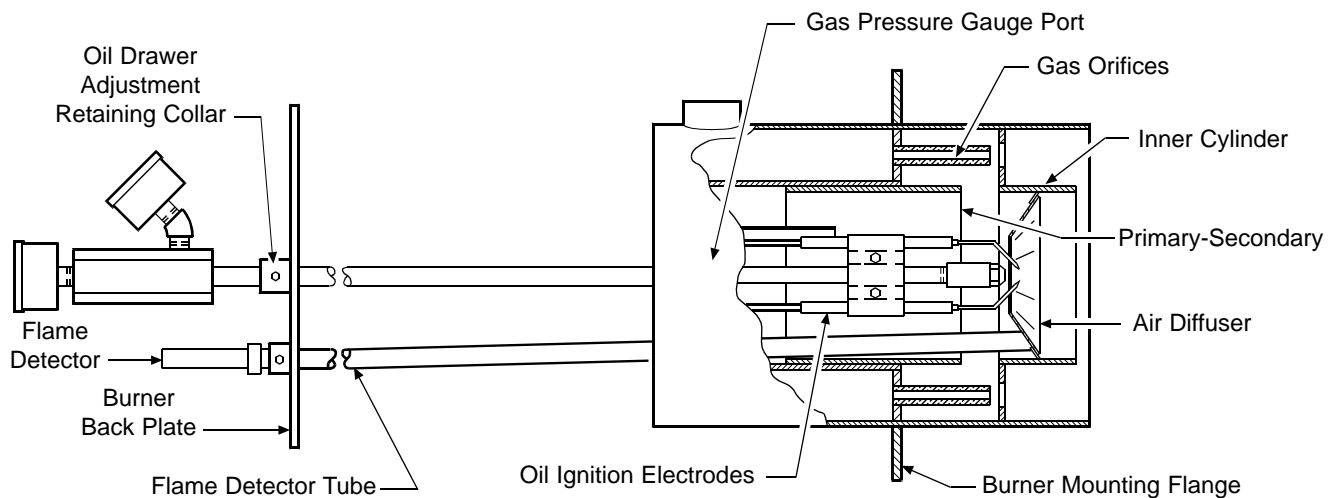 Gas Pressure Gauge Port
Oil Drawer
Adjustment
Retaining Collar
Gas Orifices
Inner Cylinder
Primary-Secondary
Air Diffuser
Flame
Detector
Burner
Back Plate
Flame Detector Tube
Oil Ignition Electrodes
Burner Mounting Flange